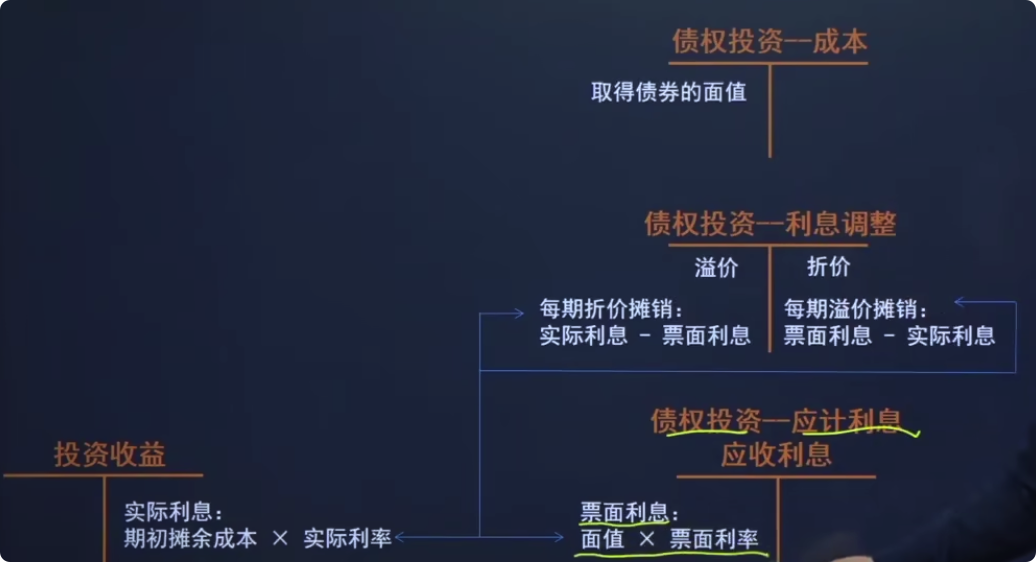 债权投资--成本
取得债券的面值
债权投资--利息调整
溢价
折价
每期折价摊销：
实际利息 - 票面利息
每期溢价摊销：
票面利息 - 实际利息
债权投资--应计利息
应收利息
投资收益
实际利息：
期初摊余成本 × 实际利率
票面利息：
面值 × 票面利率